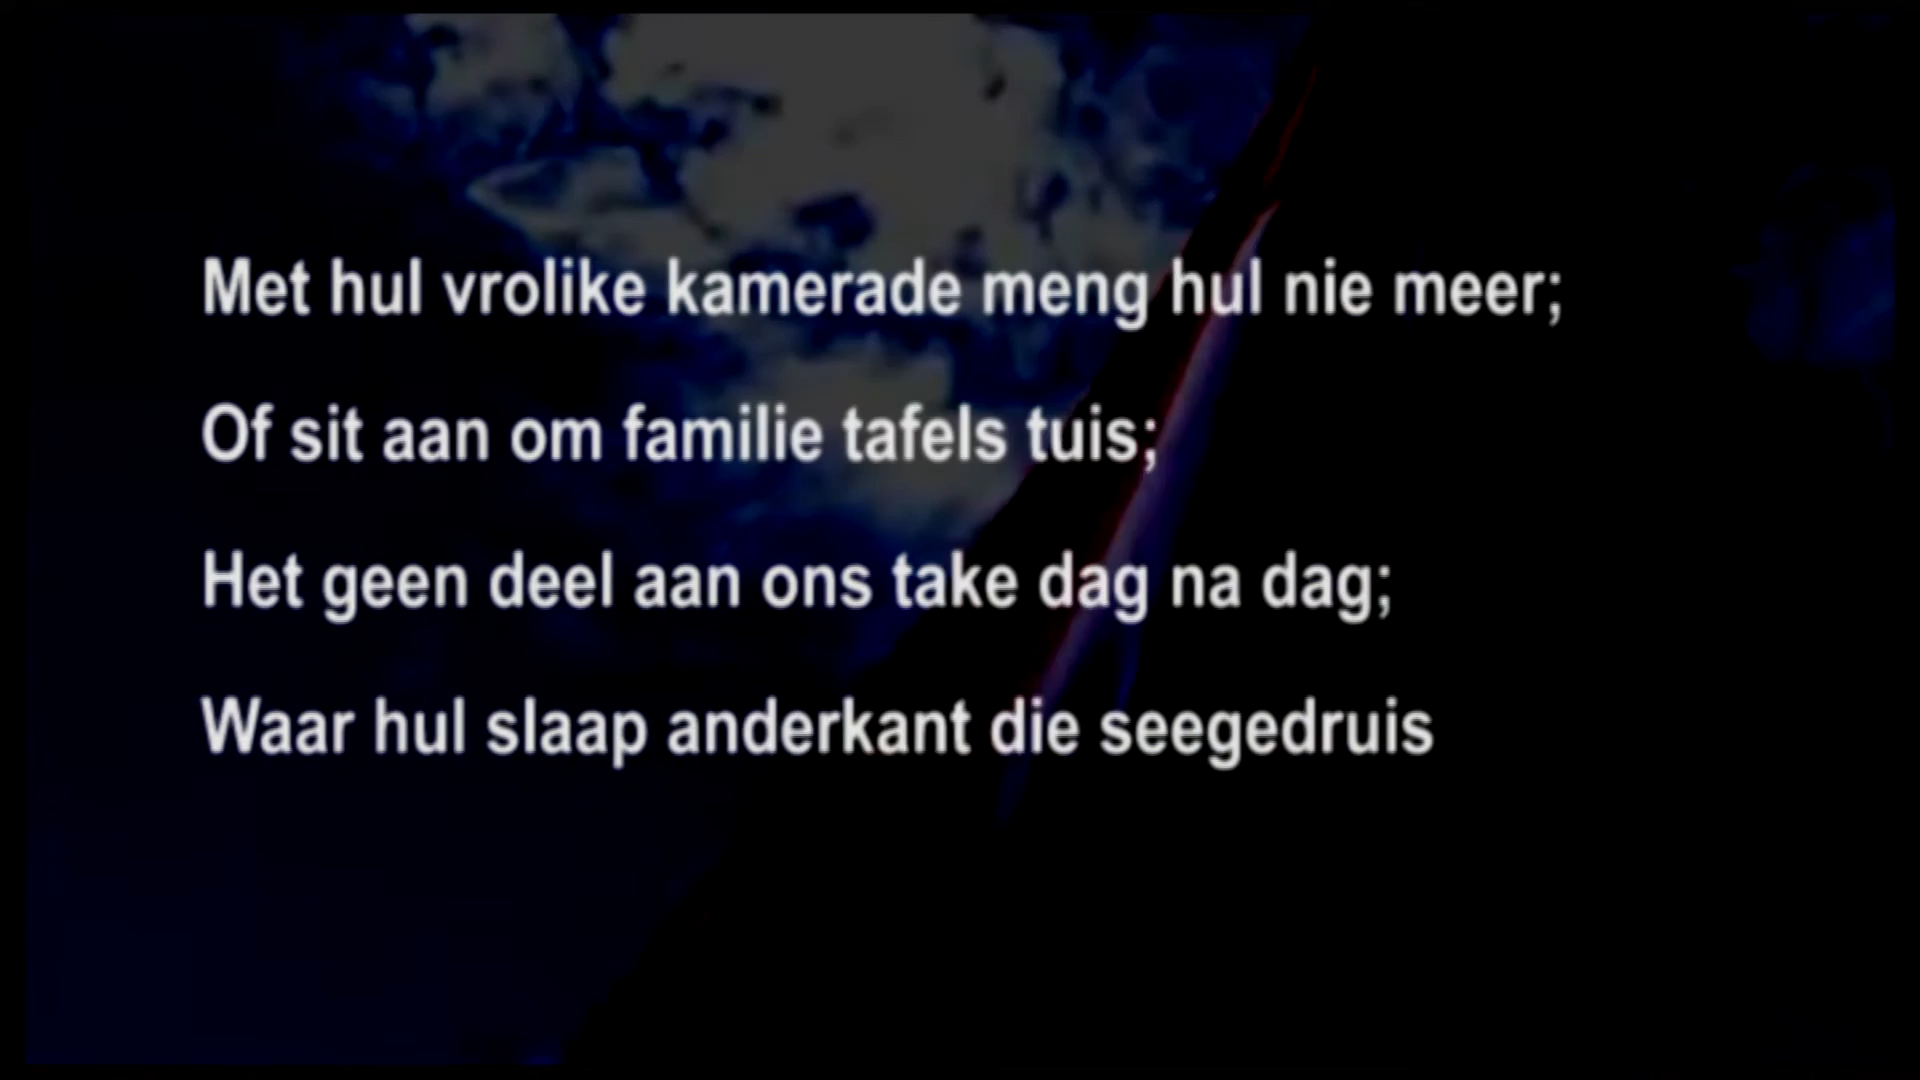 Met hul vrolike kamerade meng hul nie meer;
Of sit aan om familie tafels tuis;
Het geen deel aan ons take dag na dag;
Waar hul slaap anderkant die seegedruis